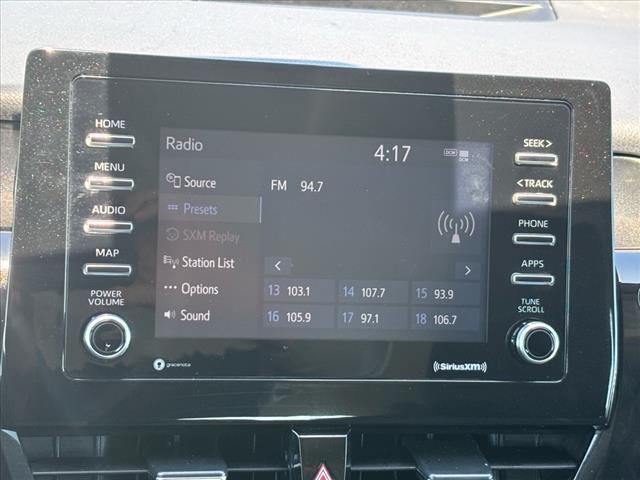 HOME
MENU
AUDIO
MAP
POWER
VOLUME
Radio
4:17
DCM
DCM
Source
FM 94.7
Presets
SXM Replay
Station List
Options
13 103.1
14 107.7
15 93.9
Sound
16 105.9
17 97.1
18 106.7
SEEK >
< TRACK
PHONE
APPS
TUNE
SCROLL
gracenote
SiriusXM